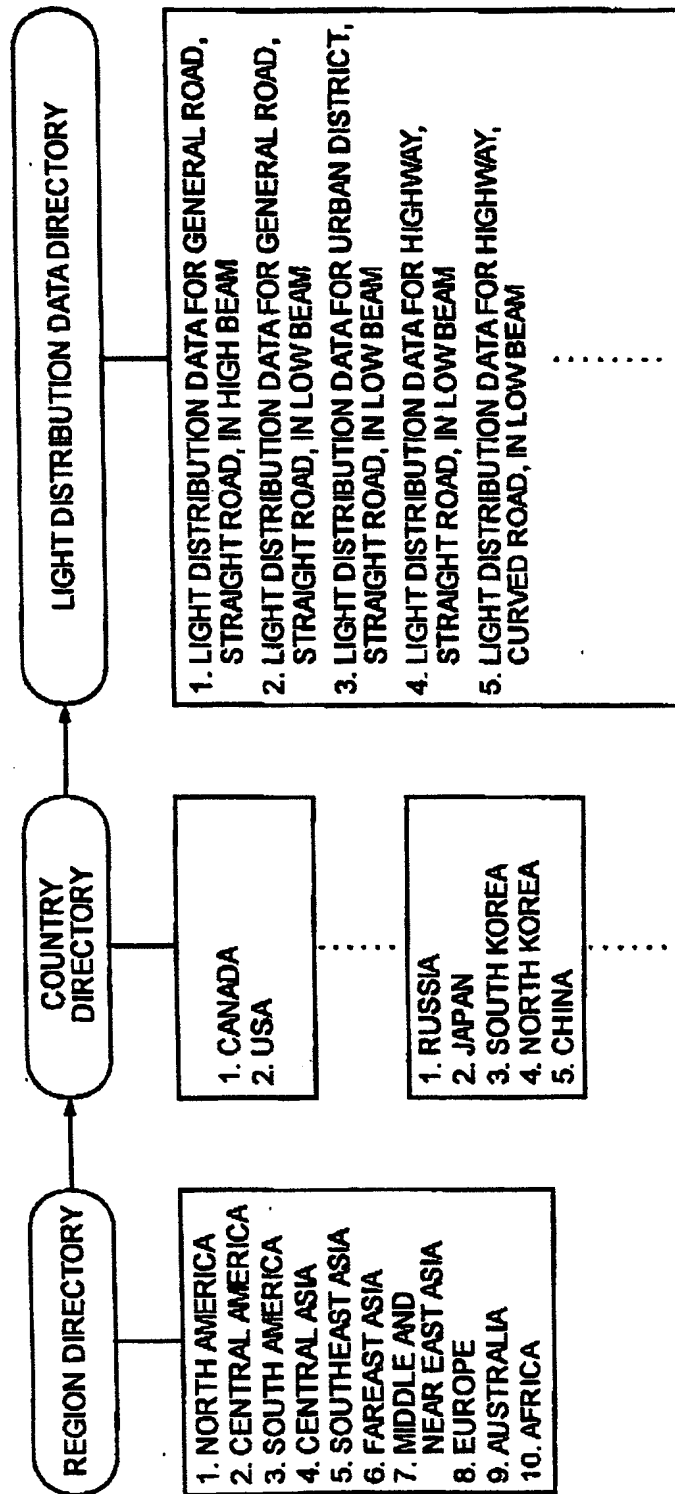 REGION DIRECTORY
1. NORTH AMERICA
2. CENTRAL AMERICA
3. SOUTH AMERICA
4. CENTRAL ASIA
5. SOUTHEAST ASIA
6. FAREAST ASIA
7. MIDDLE AND
NEAR EAST ASIA
8. EUROPE
9. AUSTRALIA
10. AFRICA
COUNTRY
DIRECTORY
1. CANADA
2. USA
1. RUSSIA
2. JAPAN
3. SOUTH KOREA
4. NORTH KOREA
5. CHINA
LIGHT DISTRIBUTION DATA DIRECTORY
1. LIGHT DISTRIBUTION DATA FOR GENERAL ROAD,
STRAIGHT ROAD, IN HIGH BEAM
2. LIGHT DISTRIBUTION DATA FOR GENERAL ROAD,
STRAIGHT ROAD, IN LOW BEAM
3. LIGHT DISTRIBUTION DATA FOR URBAN DISTRICT,
STRAIGHT ROAD, IN LOW BEAM
4. LIGHT DISTRIBUTION DATA FOR HIGHWAY,
STRAIGHT ROAD, IN LOW BEAM
5. LIGHT DISTRIBUTION DATA FOR HIGHWAY,
CURVED ROAD, IN LOW BEAM